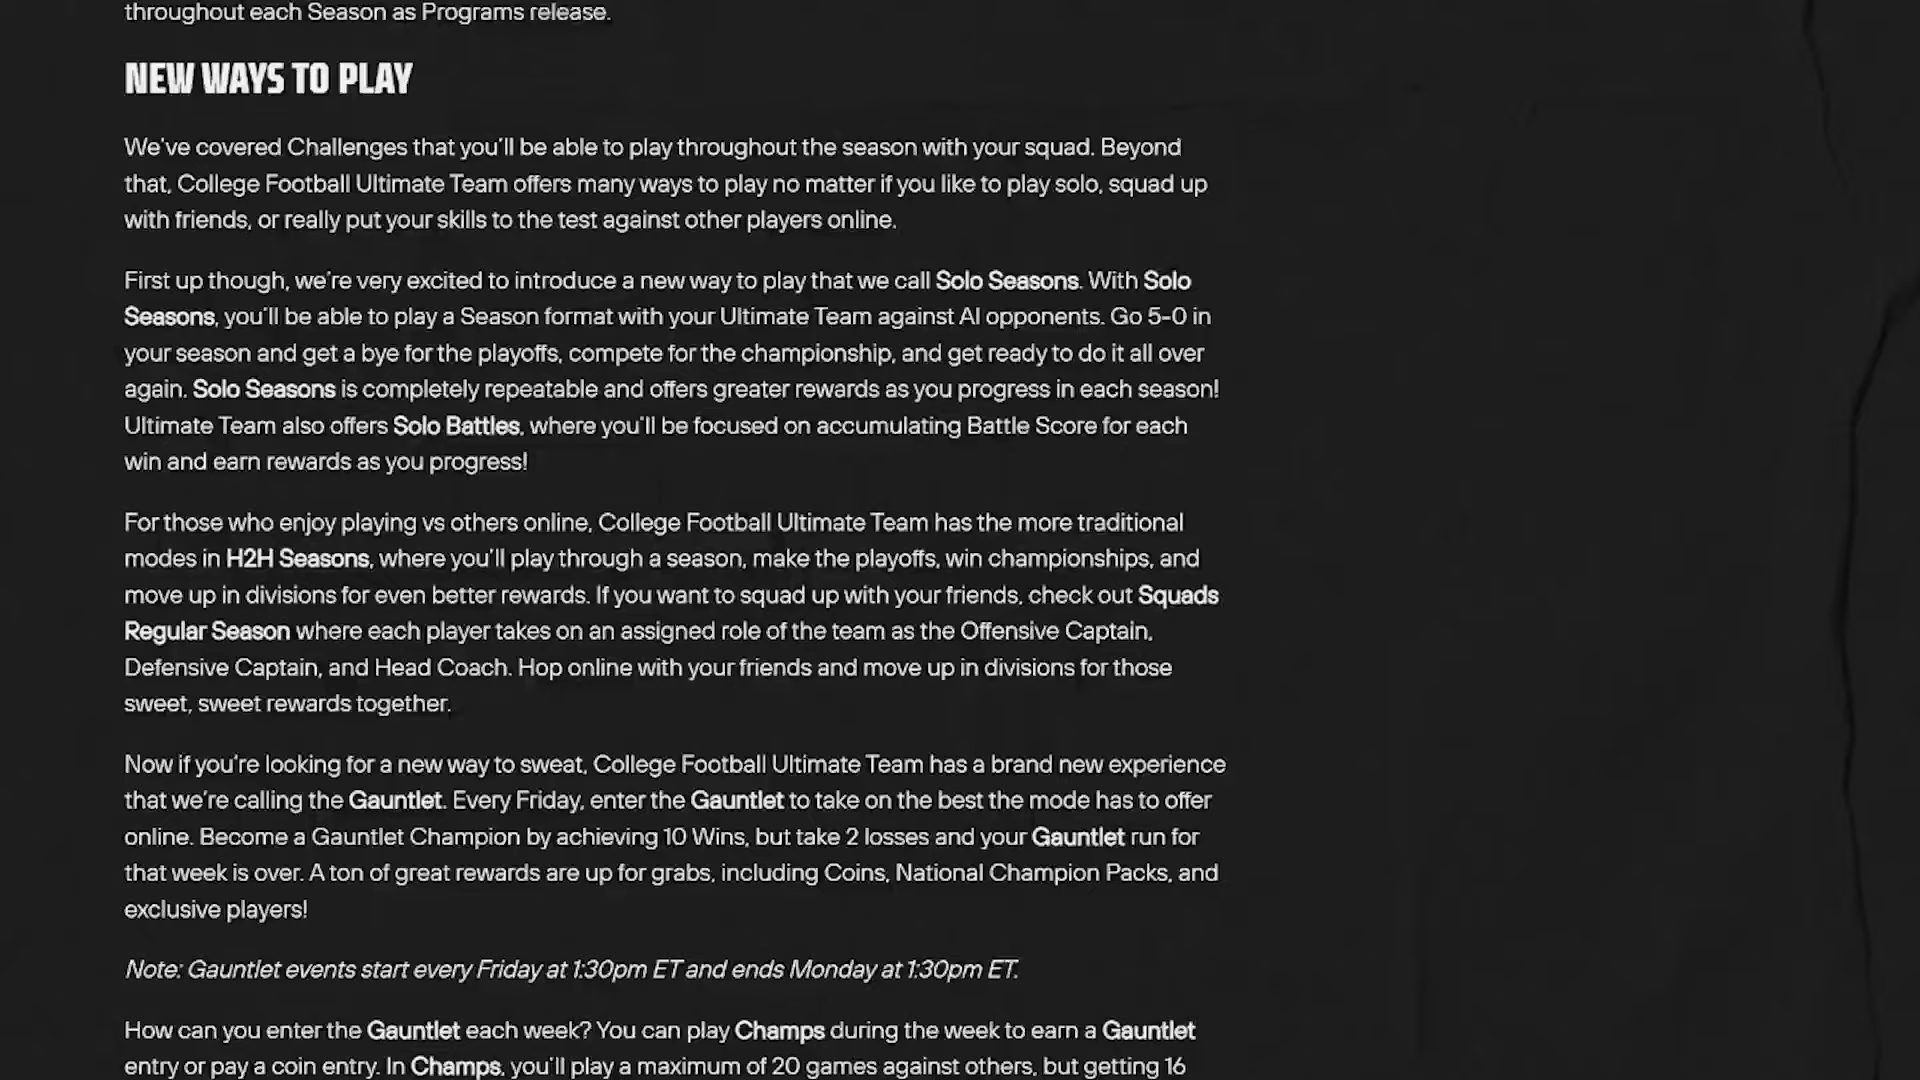 throughout each Season as Programs release.
NEW WAYS TO PLAY
We've covered Challenges that you'll be able to play throughout the season with your squad. Beyond
that, College Football Ultimate Team offers many ways to play no matter if you like to play solo, squad up
with friends, or really put your skills to the test against other players online.
First up though, we're very excited to introduce a new way to play that we call Solo Seasons. With Solo
Seasons, you'll be able to play a Season format with your Ultimate Team against AI opponents. Go 5-0 in
your season and get a bye for the playoffs, compete for the championship, and get ready to do it all over
again. Solo Seasons is completely repeatable and offers greater rewards as you progress in each season!
Ultimate Team also offers Solo Battles, where you'll be focused on accumulating Battle Score for each
win and earn rewards as you progress!
For those who enjoy playing vs others online, College Football Ultimate Team has the more traditional
modes in H2H Seasons, where you'll play through a season, make the playoffs, win championships, and
move up in divisions for even better rewards. If you want to squad up with your friends, check out Squads
Regular Season where each player takes on an assigned role of the team as the Offensive Captain,
Defensive Captain, and Head Coach. Hop online with your friends and move up in divisions for those
sweet, sweet rewards together.
Now if you're looking for a new way to sweat, College Football Ultimate Team has a brand new experience
that we're calling the Gauntlet. Every Friday, enter the Gauntlet to take on the best the mode has to offer
online. Become a Gauntlet Champion by achieving 10 Wins, but take 2 losses and your Gauntlet run for
that week is over. A ton of great rewards are up for grabs, including Coins, National Champion Packs, and
exclusive players!
Note: Gauntlet events start every Friday at 1:30pm ET and ends Monday at 1:30pm ET.
How can you enter the Gauntlet each week? You can play Champs during the week to earn a Gauntlet
entry or pay a coin entry. In Champs, you'll play a maximum of 20 games against others, but getting 16